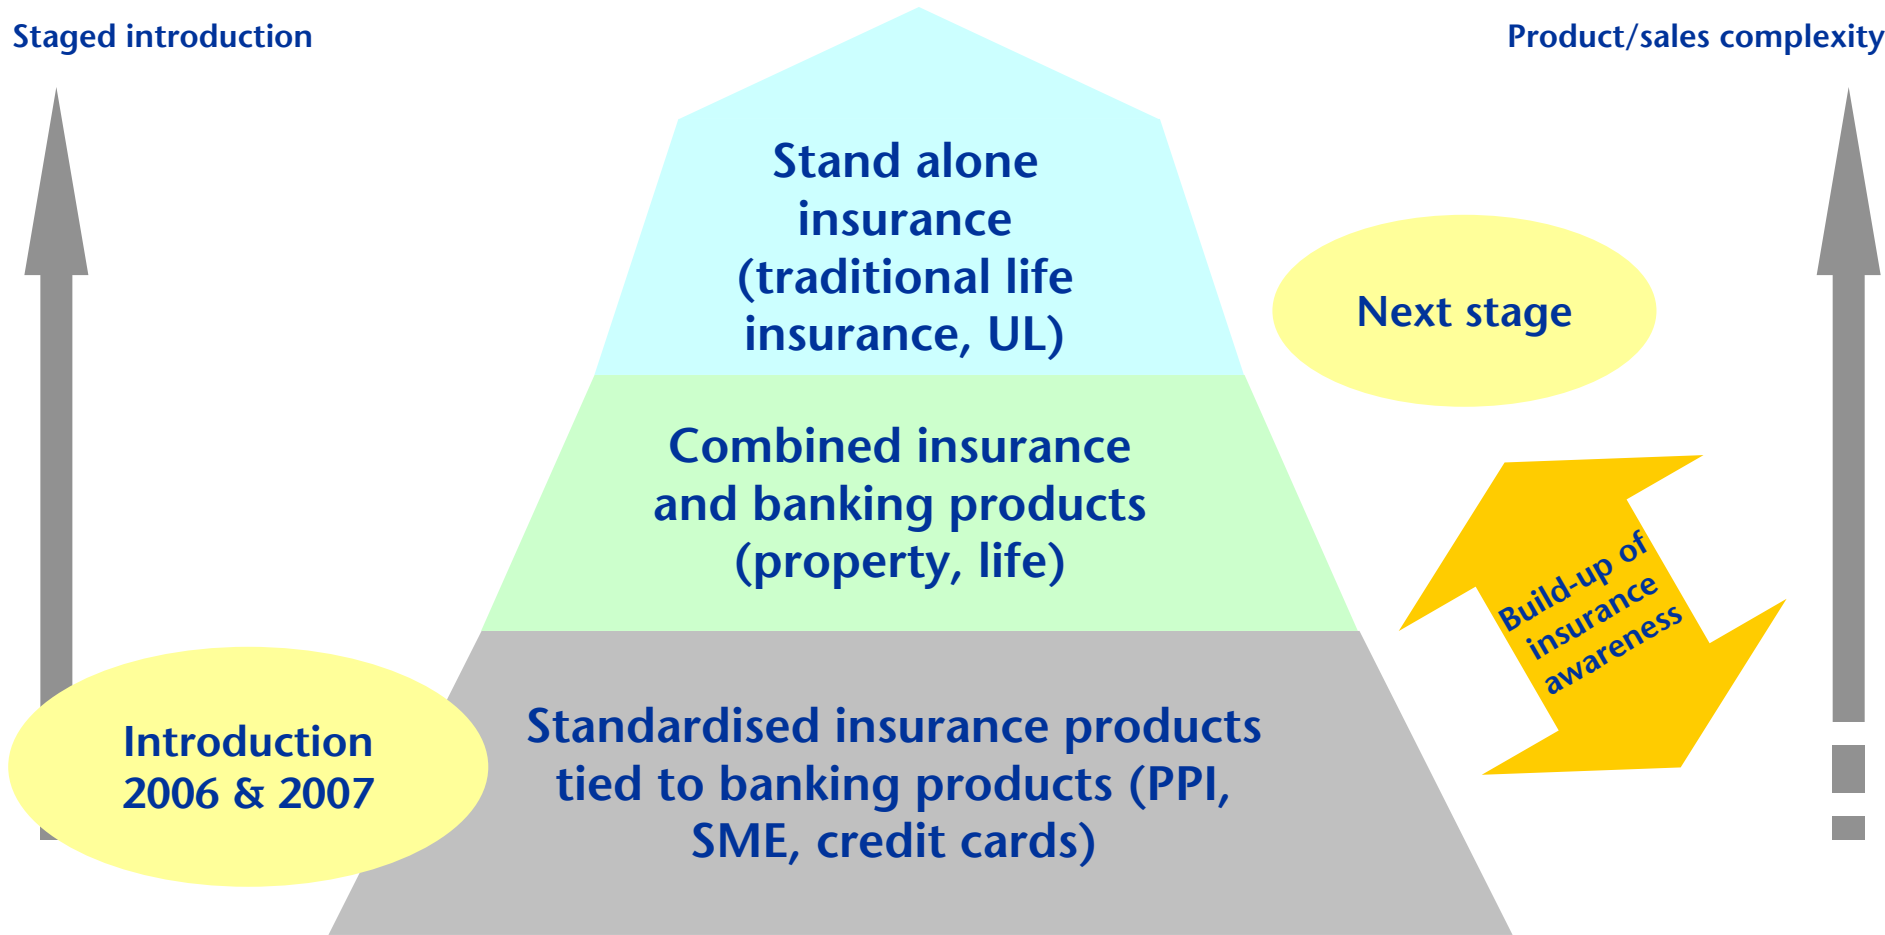 Staged introduction
Product/sales complexity
Stand alone
insurance
(traditional life
insurance, UL)
Next stage
Combined insurance
and banking products
(property, life)
Build-up of
insurance
awareness
Introduction
2006 & 2007
Standardised insurance products
tied to banking products (PPI,
SME, credit cards)